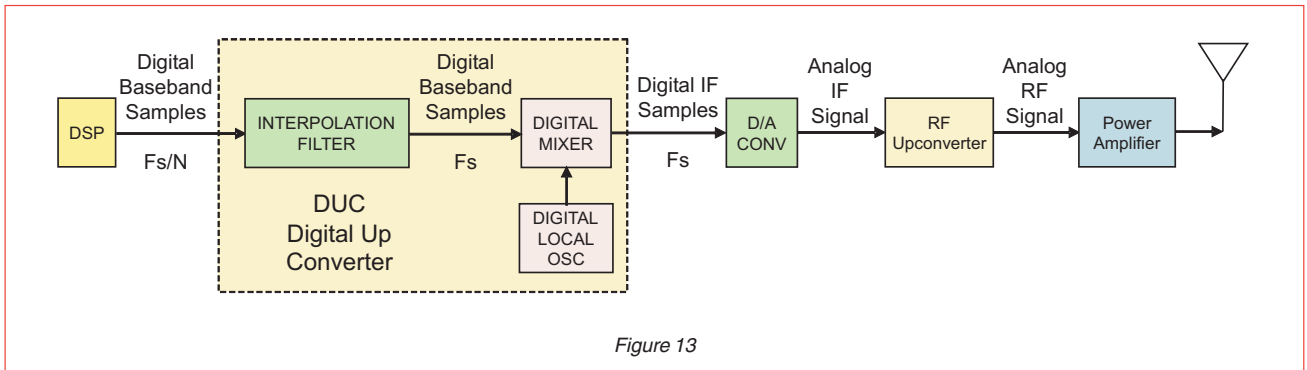 DSP
Digital
Baseband
Samples
Fs/N
INTERPOLATION
FILTER
DUC
Digital Up
Converter
Digital
Baseband
Samples
Fs
DIGITAL
MIXER
DIGITAL
LOCAL
OSC
Digital IF
Samples
Fs
D/A
CONV
Analog
IF
Signal
RF
Upconverter
Analog
RF
Signal
Power
Amplifier
Figure 13